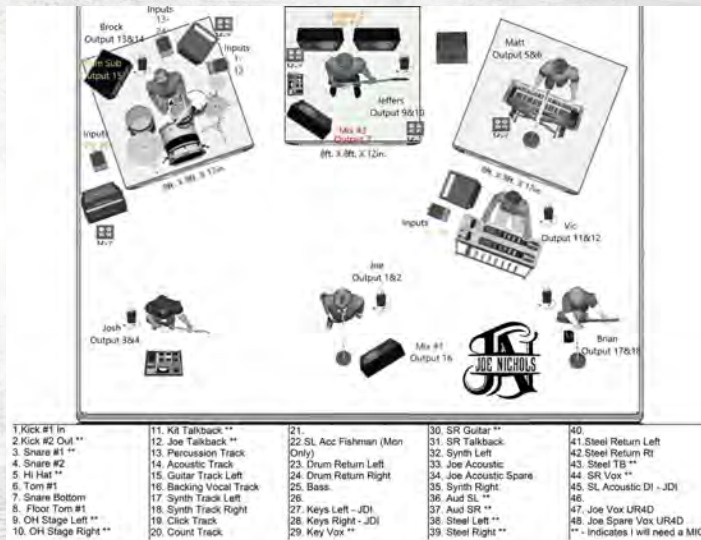 Brock
Output 13&14
Inputs
13-
Inputs
1-
12
Output 15
Inputs
Jeffers
Output 9&10
Mix #2
Output 7
8ft. X 8ft. X 12in.
Matt
Output 5&6
8ft. X 8ft. X 12in.
8ft. X 8ft. X 12in.
Inputs
Vic
Output 11&12
Joe
Output 1&2
Josh
Output 3&4
Mix #1
Output 16
Brian
Output 17&18
JN
JOE NICHOLS
1.Kick #1 In
2.Kick #2 Out **
3. Snare #1 **
4. Snare #2
5. Hi Hat **
6. Tom #1
7. Snare Bottom
8. Floor Tom #1
9. OH Stage Left **
10. OH Stage Right **
11. Kit Talkback **
12. Joe Talkback **
13. Percussion Track
14. Acoustic Track
15. Guitar Track Left
16. Backing Vocal Track
17. Synth Track Left
18. Synth Track Right
19. Click Track
20. Count Track
21.
22.SL Acc Fishman (Mon
Only)
23. Drum Return Left
24. Drum Return Right
25. Bass.
26.
27. Keys Left - JDI
28. Keys Right - JDI
29. Key Vox **
30. SR Guitar **
31. SR Talkback
32. Synth Left
33. Joe Acoustic
34. Joe Acoustic Spare
35. Synth Right
36. Aud SL **
37. Aud SR **
38. Steel Left **
39. Steel Right **
40.
41.Steel Return Left
42.Steel Return Rt
43. Steel TB **
44. SR Vox **
45. SL Acoustic DI - JDI
46.
47. Joe Vox UR4D
48. Joe Spare Vox UR4D
** - Indicates I will need a MIC